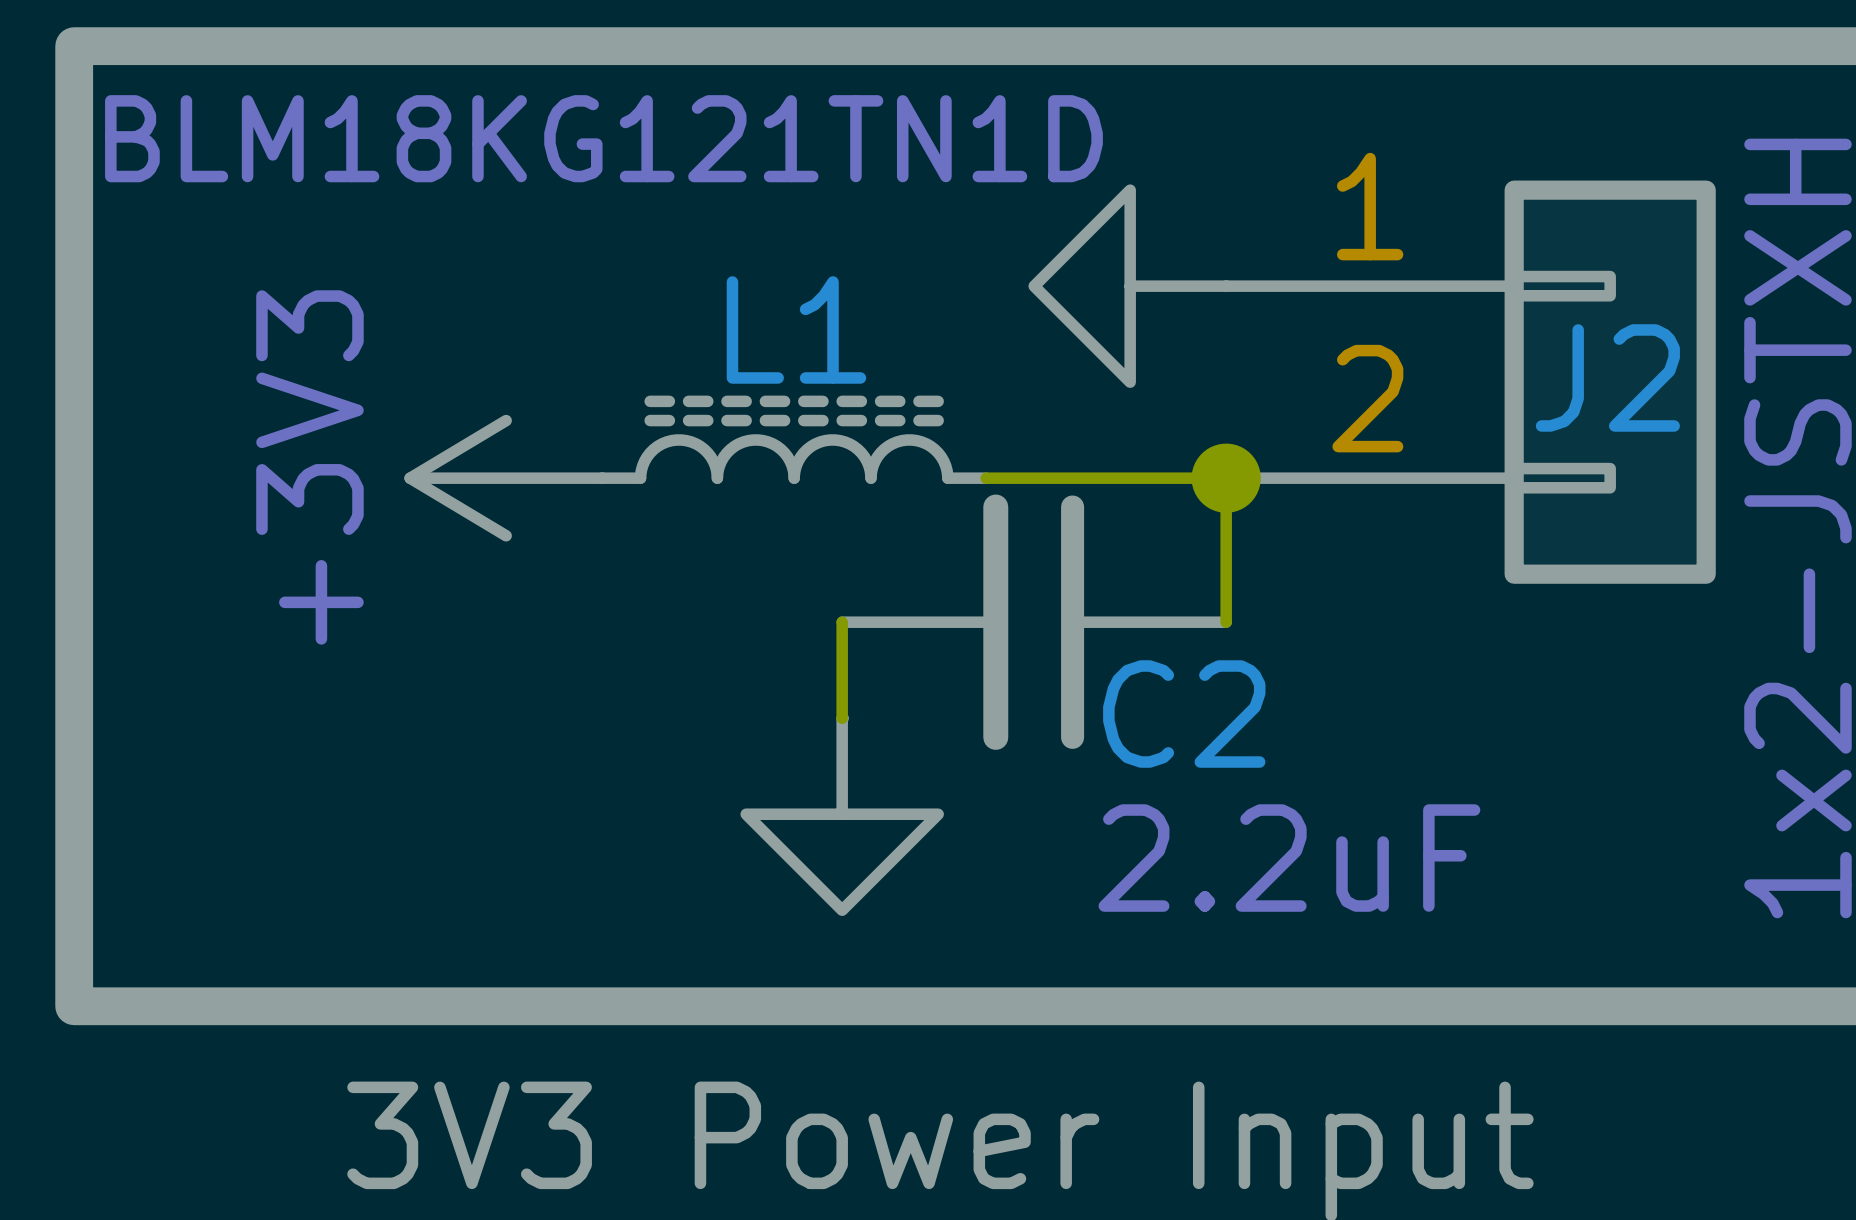 BLM18KG121TN1D
1
L1
+3V3
2
J2
1x2-JSTXH
C2
2.2uF
3V3 Power Input